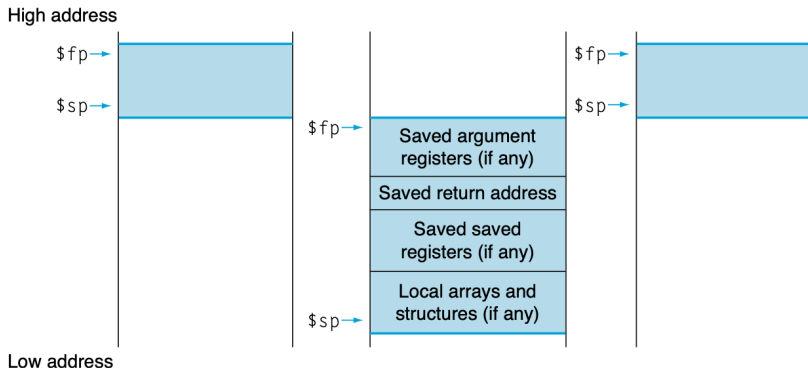 High address
$fp
$sp
$fp
Saved argument
registers (if any)
Saved return address
Saved saved
registers (if any)
Local arrays and
structures (if any)
$sp
$fp
$sp
Low address